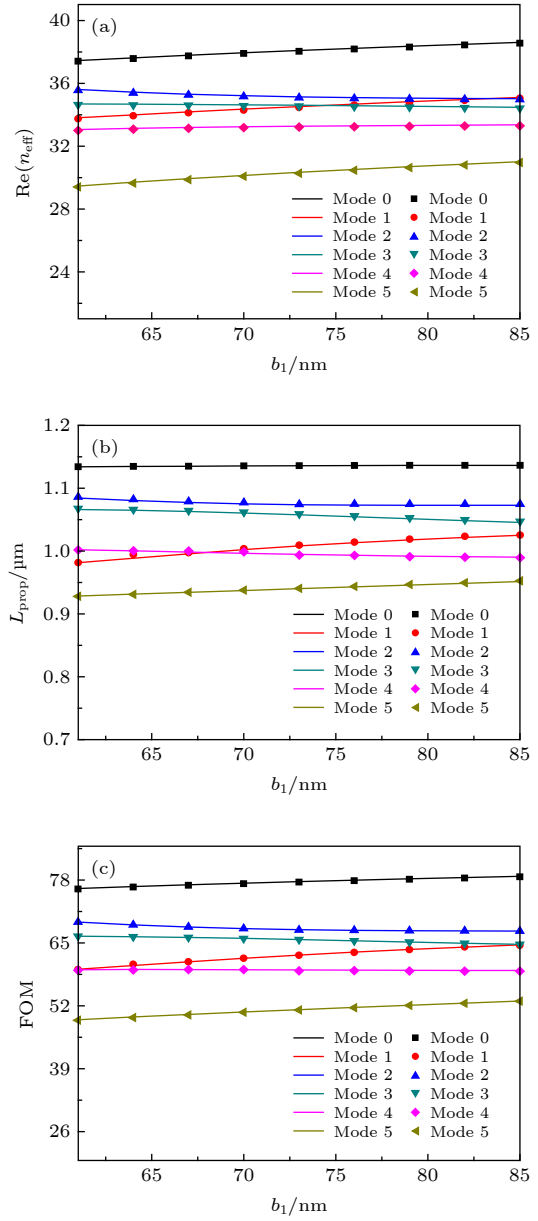 (a)
40
36
32
28
24
Re(n_eff)
Mode 0 Mode 0
Mode 1 Mode 1
Mode 2 Mode 2
Mode 3 Mode 3
Mode 4 Mode 4
Mode 5 Mode 5
65 70 75 80 85
b₁/nm
(b)
1.2
1.1
1.0
0.9
0.8
0.7
L_prop/µm
Mode 0 Mode 0
Mode 1 Mode 1
Mode 2 Mode 2
Mode 3 Mode 3
Mode 4 Mode 4
Mode 5 Mode 5
65 70 75 80 85
b₁/nm
(c)
78
65
52
39
26
FOM
Mode 0 Mode 0
Mode 1 Mode 1
Mode 2 Mode 2
Mode 3 Mode 3
Mode 4 Mode 4
Mode 5 Mode 5
65 70 75 80 85
b₁/nm